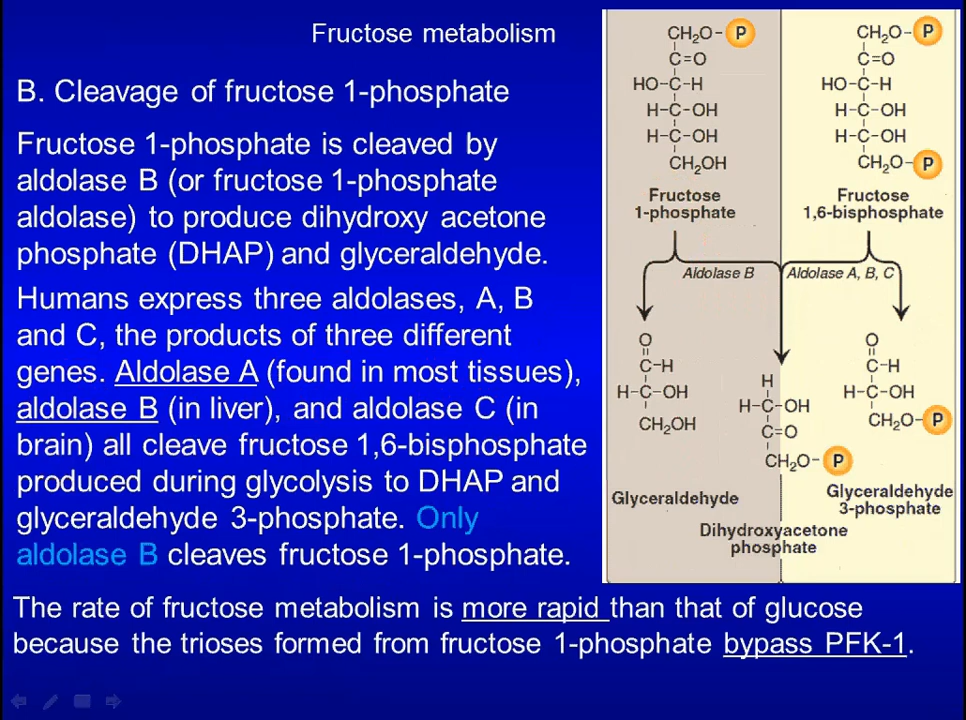 Fructose metabolism
B. Cleavage of fructose 1-phosphate
Fructose 1-phosphate is cleaved by
aldolase B (or fructose 1-phosphate
aldolase) to produce dihydroxy acetone
phosphate (DHAP) and glyceraldehyde.
Humans express three aldolases, A, B
and C, the products of three different
genes. Aldolase A (found in most tissues),
aldolase B (in liver), and aldolase C (in
brain) all cleave fructose 1,6-bisphosphate
produced during glycolysis to DHAP and
glyceraldehyde 3-phosphate. Only
aldolase B cleaves fructose 1-phosphate.
The rate of fructose metabolism is more rapid than that of glucose
because the trioses formed from fructose 1-phosphate bypass PFK-1.
CH₂O-P
C=O
HO-C-H
H-C-OH
H-C-OH
CH₂OH
Fructose
1-phosphate
CH₂O-P
C=O
HO-C-H
H-C-OH
H-C-OH
CH₂O-P
Fructose
1,6-bisphosphate
Aldolase B
Aldolase A, B, C
O
C-H
H-C-OH
CH₂OH
Glyceraldehyde
H
H-C-OH
C=O
CH₂O-P
Dihydroxyacetone
phosphate
O
C-H
H-C-OH
CH₂O-P
Glyceraldehyde
3-phosphate